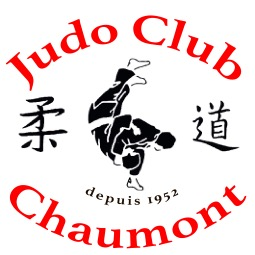 Judo Club
柔 道
depuis 1952
Chaumont